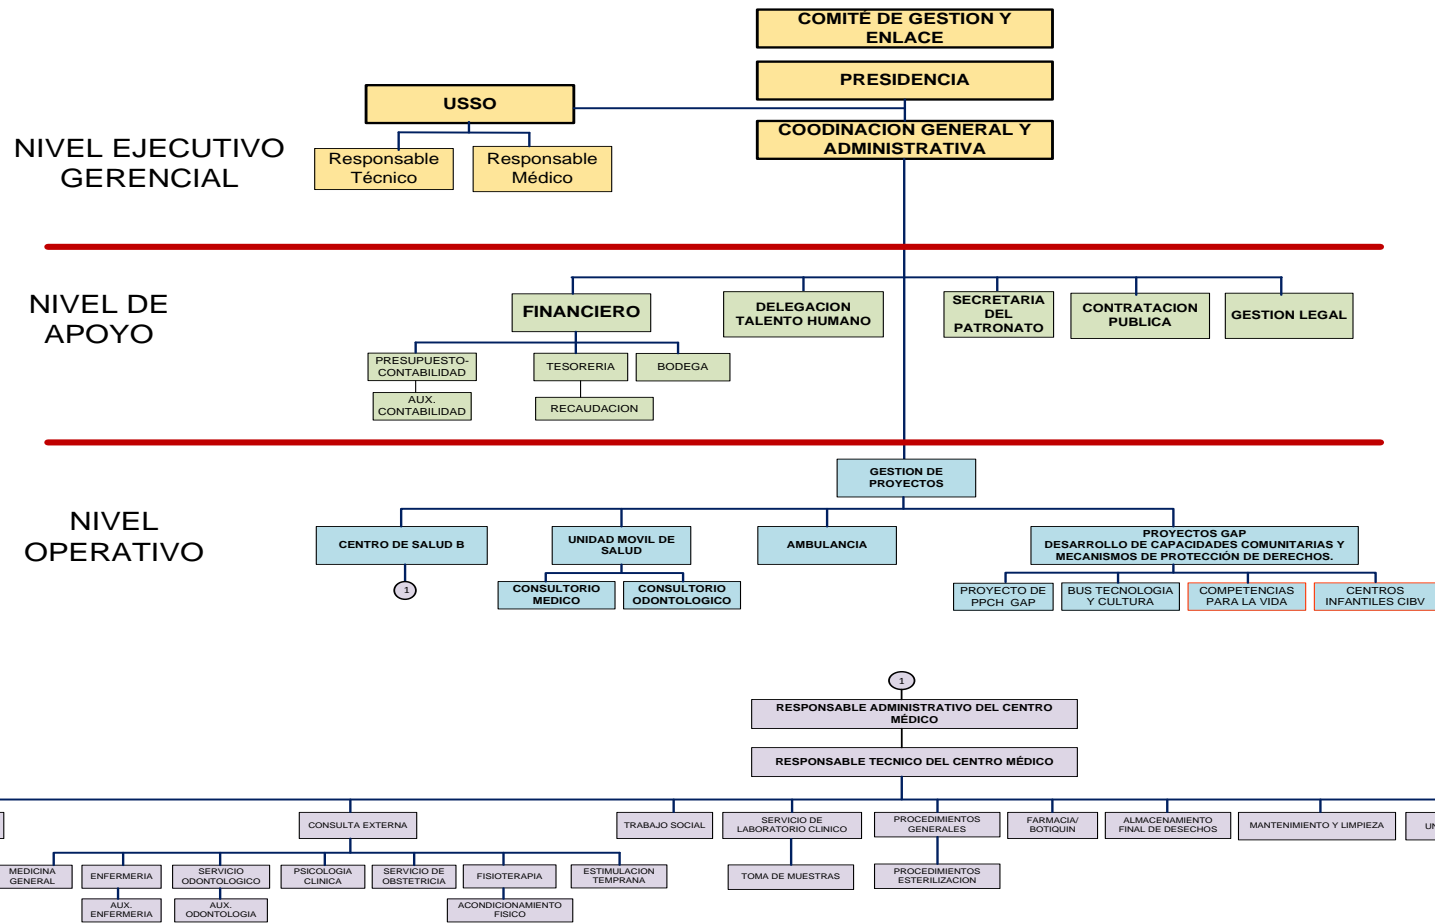 COMITÉ DE GESTION Y
ENLACE
PRESIDENCIA
USSO
COODINACION GENERAL Y
ADMINISTRATIVA
NIVEL EJECUTIVO
GERENCIAL
Responsable
Técnico
Responsable
Médico
NIVEL DE
APOYO
FINANCIERO
DELEGACION
TALENTO HUMANO
SECRETARIA
DEL
PATRONATO
CONTRATACION
PUBLICA
GESTION LEGAL
PRESUPUESTO-
CONTABILIDAD
TESORERIA
BODEGA
AUX.
CONTABILIDAD
RECAUDACION
GESTION DE
PROYECTOS
NIVEL
OPERATIVO
CENTRO DE SALUD B
UNIDAD MOVIL DE
SALUD
AMBULANCIA
PROYECTOS GAP
DESARROLLO DE CAPACIDADES COMUNITARIAS Y
MECANISMOS DE PROTECCIÓN DE DERECHOS.
1
CONSULTORIO
MEDICO
CONSULTORIO
ODONTOLOGICO
PROYECTO DE
PPCH GAP
BUS TECNOLOGIA
Y CULTURA
COMPETENCIAS
PARA LA VIDA
CENTROS
INFANTILES CIBV
1
RESPONSABLE ADMINISTRATIVO DEL CENTRO
MÉDICO
RESPONSABLE TECNICO DEL CENTRO MÉDICO
CONSULTA EXTERNA
TRABAJO SOCIAL
SERVICIO DE
LABORATORIO CLINICO
PROCEDIMIENTOS
GENERALES
FARMACIA/
BOTIQUIN
ALMACENAMIENTO
FINAL DE DESECHOS
MANTENIMIENTO Y LIMPIEZA
UN
MEDICINA
GENERAL
ENFERMERIA
SERVICIO
ODONTOLOGICO
PSICOLOGIA
CLINICA
SERVICIO DE
OBSTETRICIA
FISIOTERAPIA
ESTIMULACION
TEMPRANA
TOMA DE MUESTRAS
PROCEDIMIENTOS
ESTERILIZACION
AUX.
ENFERMERIA
AUX.
ODONTOLOGIA
ACONDICIONAMIENTO
FISICO